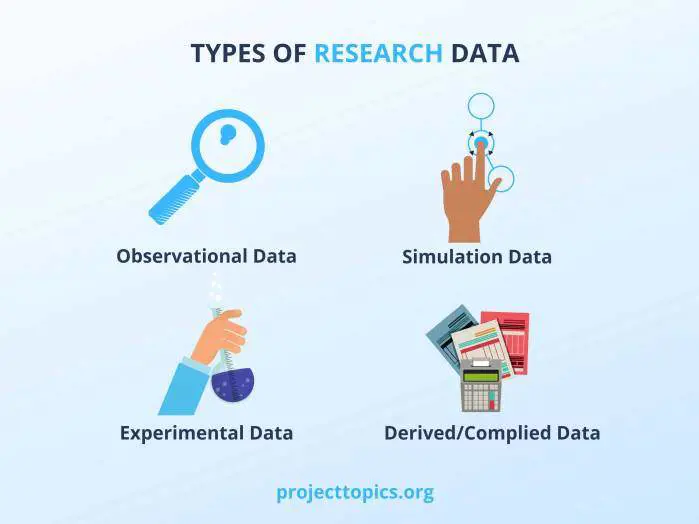 TYPES OF RESEARCH DATA
Observational Data
Simulation Data
Experimental Data
Derived/Complied Data
projecttopics.org